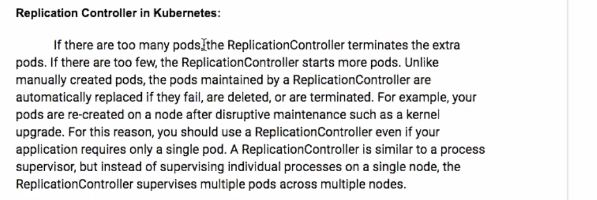 Replication Controller in Kubernetes:
If there are too many pods, the ReplicationController terminates the extra
pods. If there are too few, the ReplicationController starts more pods. Unlike
manually created pods, the pods maintained by a ReplicationController are
automatically replaced if they fail, are deleted, or are terminated. For example, your
pods are re-created on a node after disruptive maintenance such as a kernel
upgrade. For this reason, you should use a ReplicationController even if your
application requires only a single pod. A ReplicationController is similar to a process
supervisor, but instead of supervising individual processes on a single node, the
ReplicationController supervises multiple pods across multiple nodes.